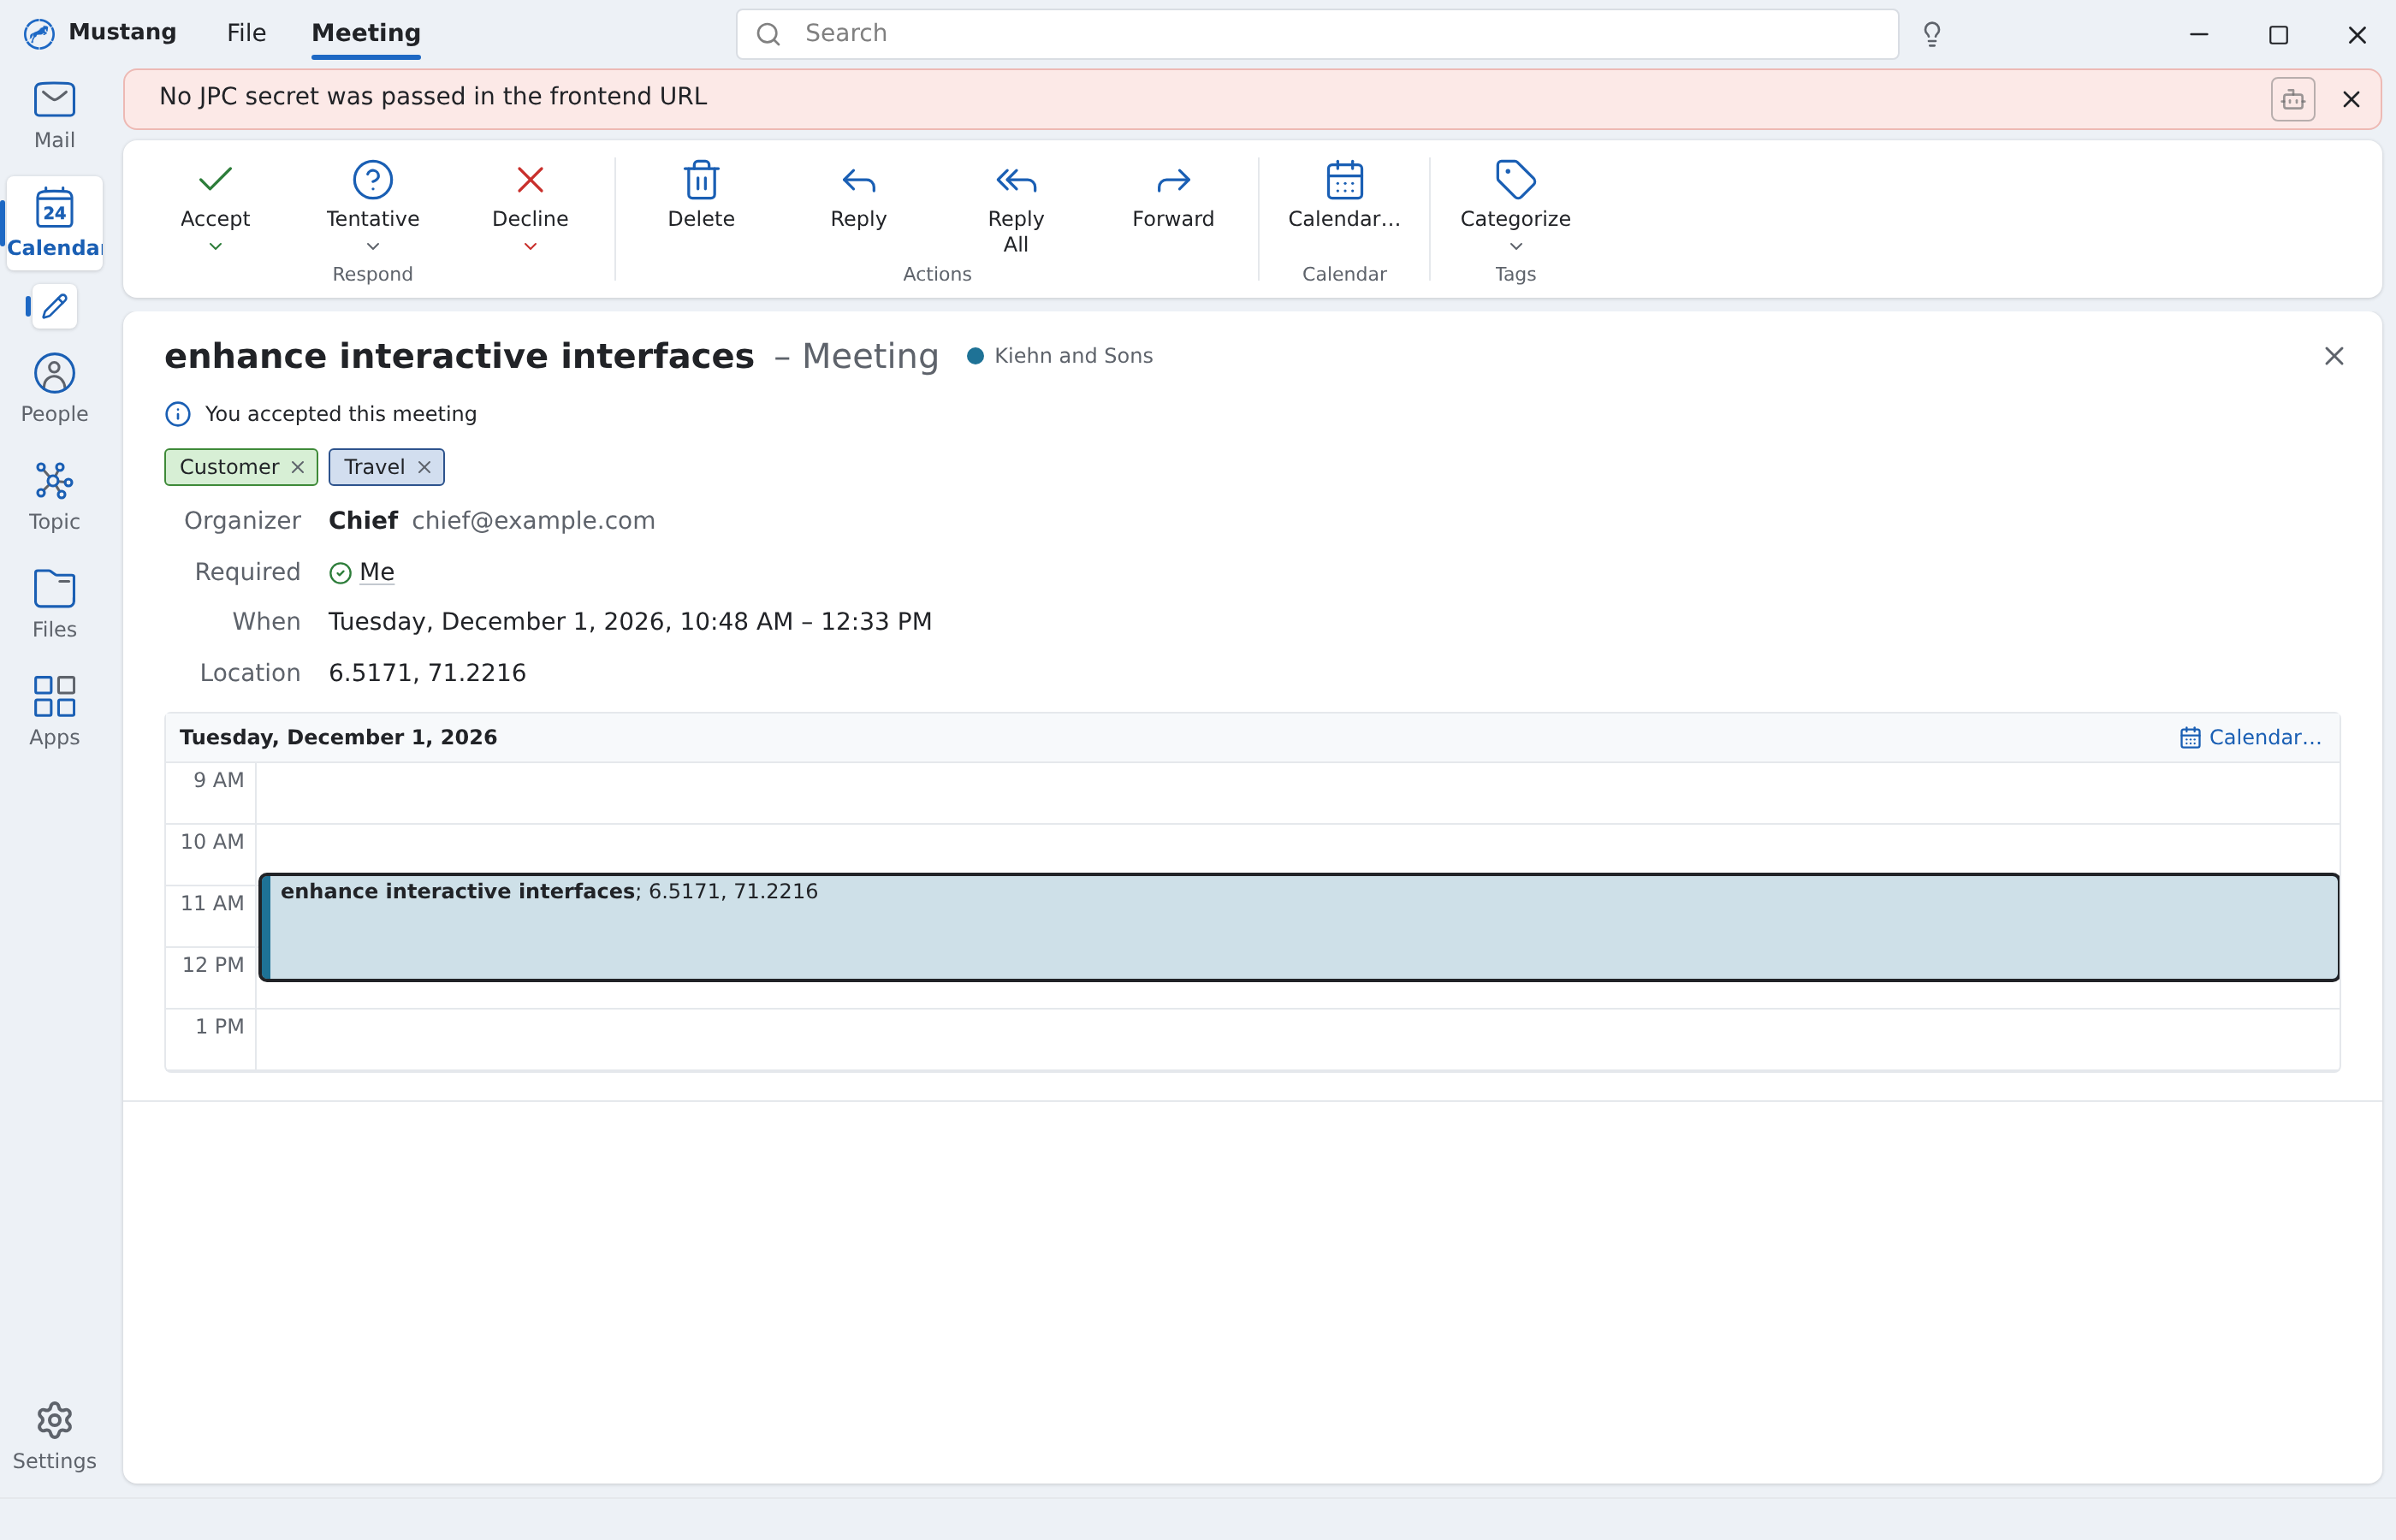 Mustang File Meeting Search
No JPC secret was passed in the frontend URL
Mail
24
Calendar
People
Topic
Files
Apps
Settings
Accept Tentative Decline
Respond
Delete Reply Reply All Forward
Actions
Calendar...
Calendar
Categorize
Tags
enhance interactive interfaces – Meeting Kiehn and Sons
You accepted this meeting
Customer Travel
Organizer Chief chief@example.com
Required Me
When Tuesday, December 1, 2026, 10:48 AM – 12:33 PM
Location 6.5171, 71.2216
Tuesday, December 1, 2026 Calendar...
9 AM
10 AM
enhance interactive interfaces; 6.5171, 71.2216
11 AM
12 PM
1 PM